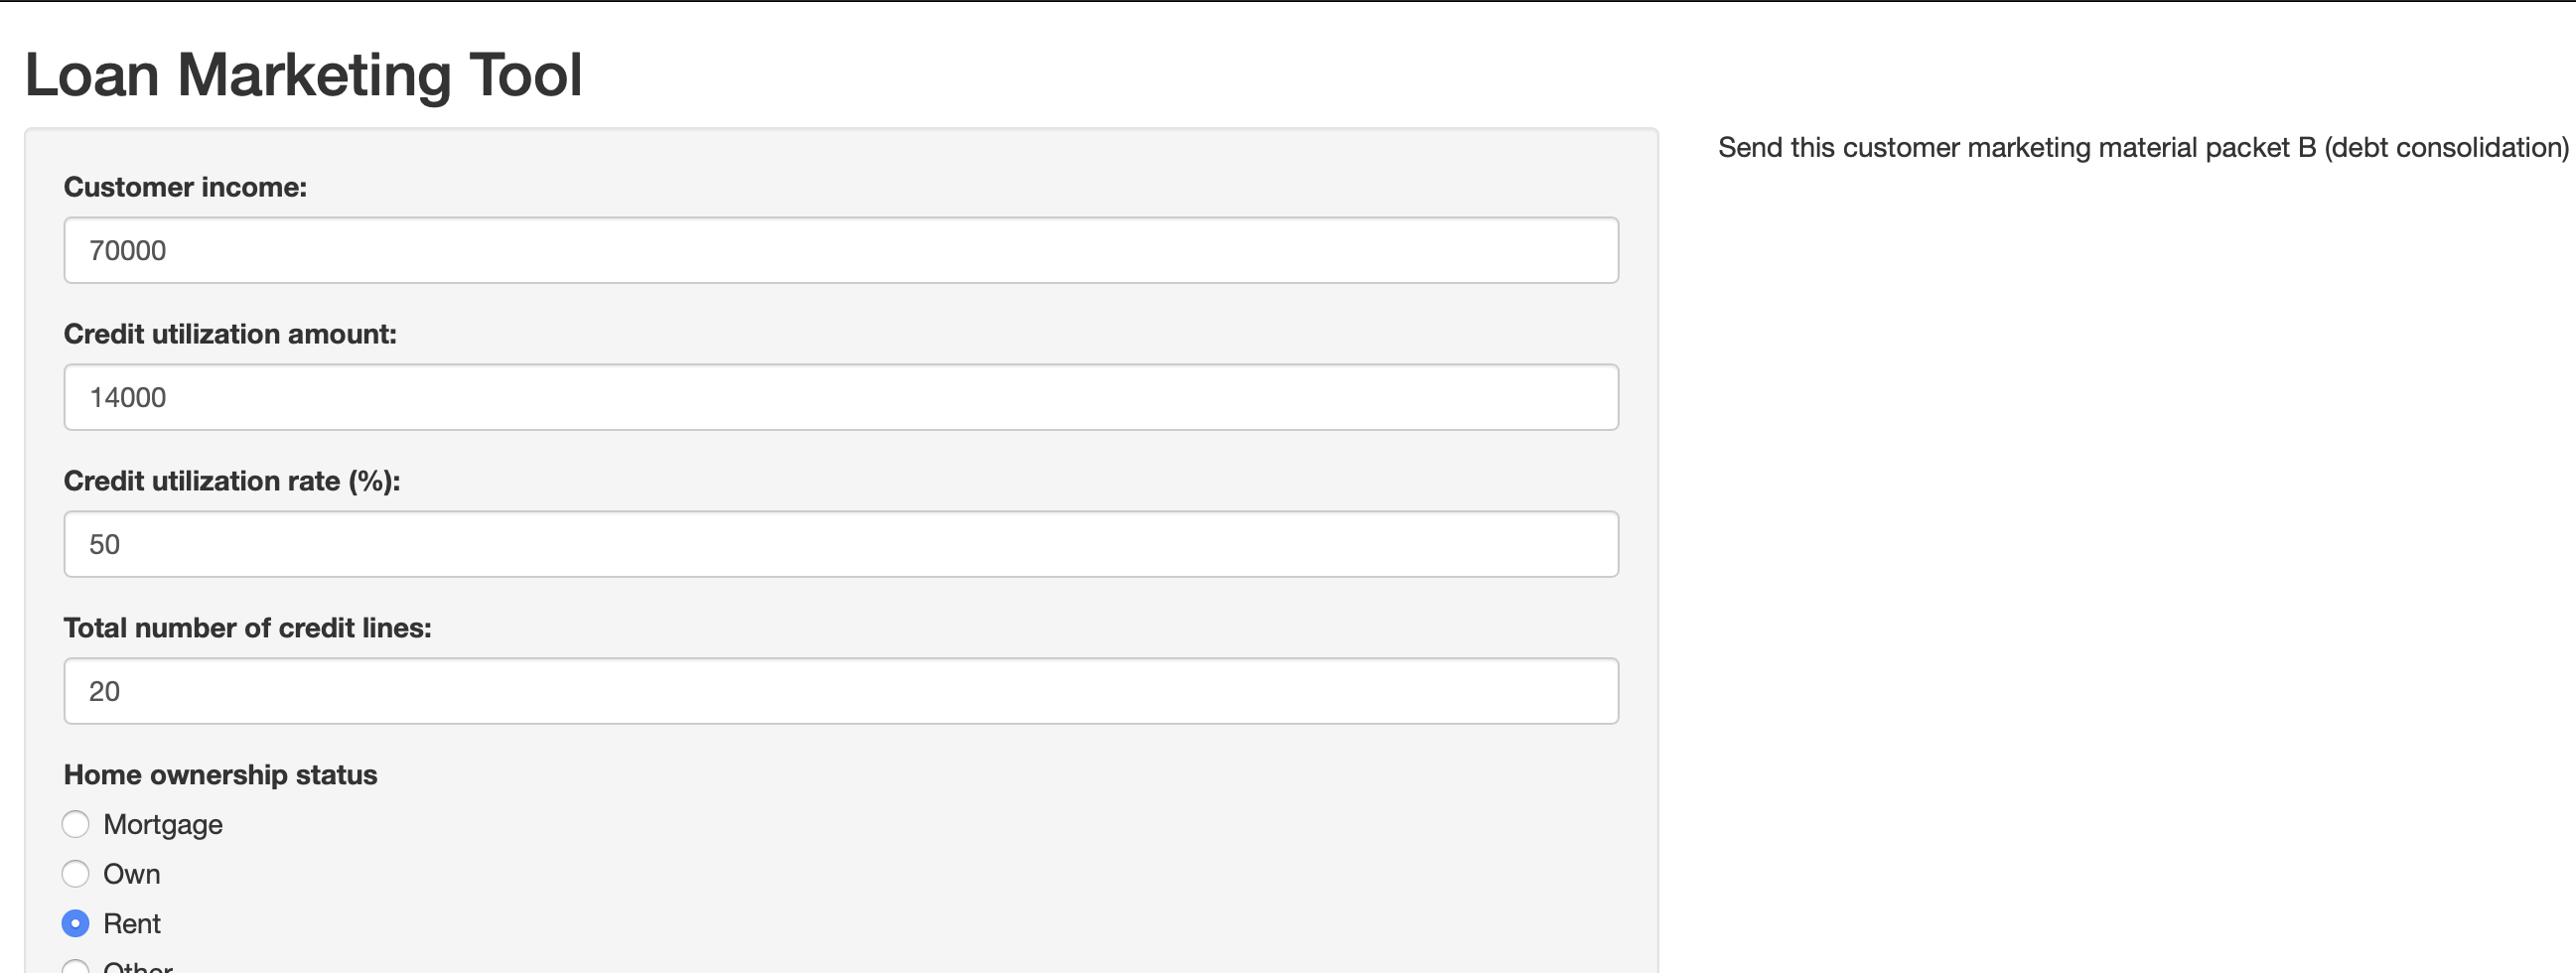 Loan Marketing Tool
Customer income:
70000
Credit utilization amount:
14000
Credit utilization rate (%):
50
Total number of credit lines:
20
Home ownership status
Mortgage
Own
Rent
Other
Send this customer marketing material packet B (debt consolidation)